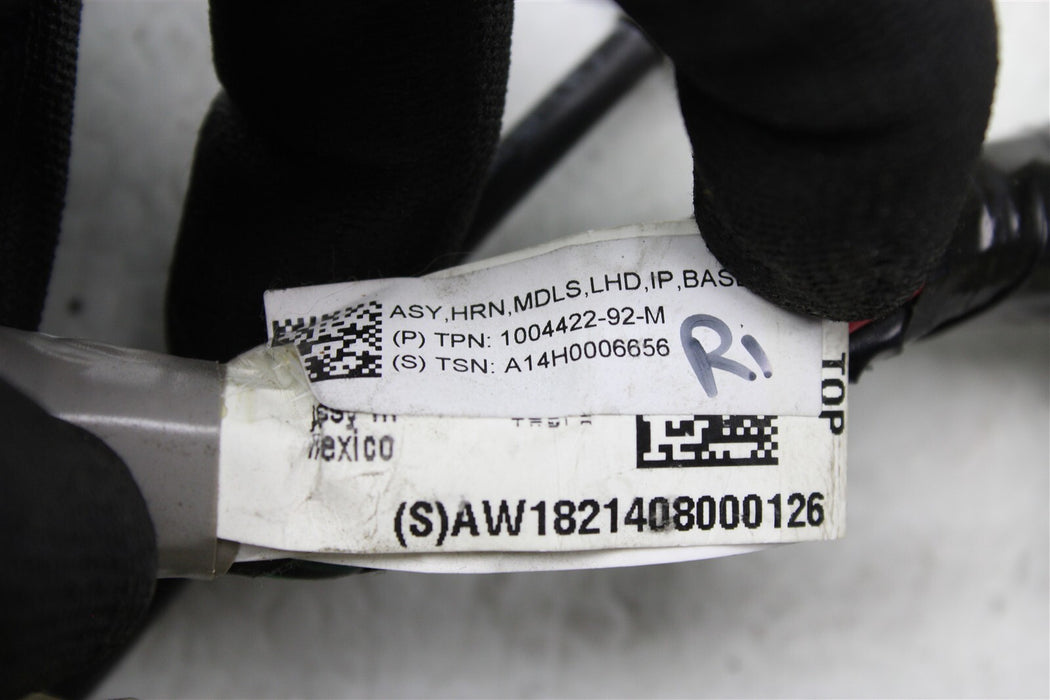 ASY,HRN,MDLS,LHD,IP,BAS
(P) TPN: 1004422-92-M
(S) TSN: A14H0006656
R1
TOP
Mexico
(S)AW1821408000126